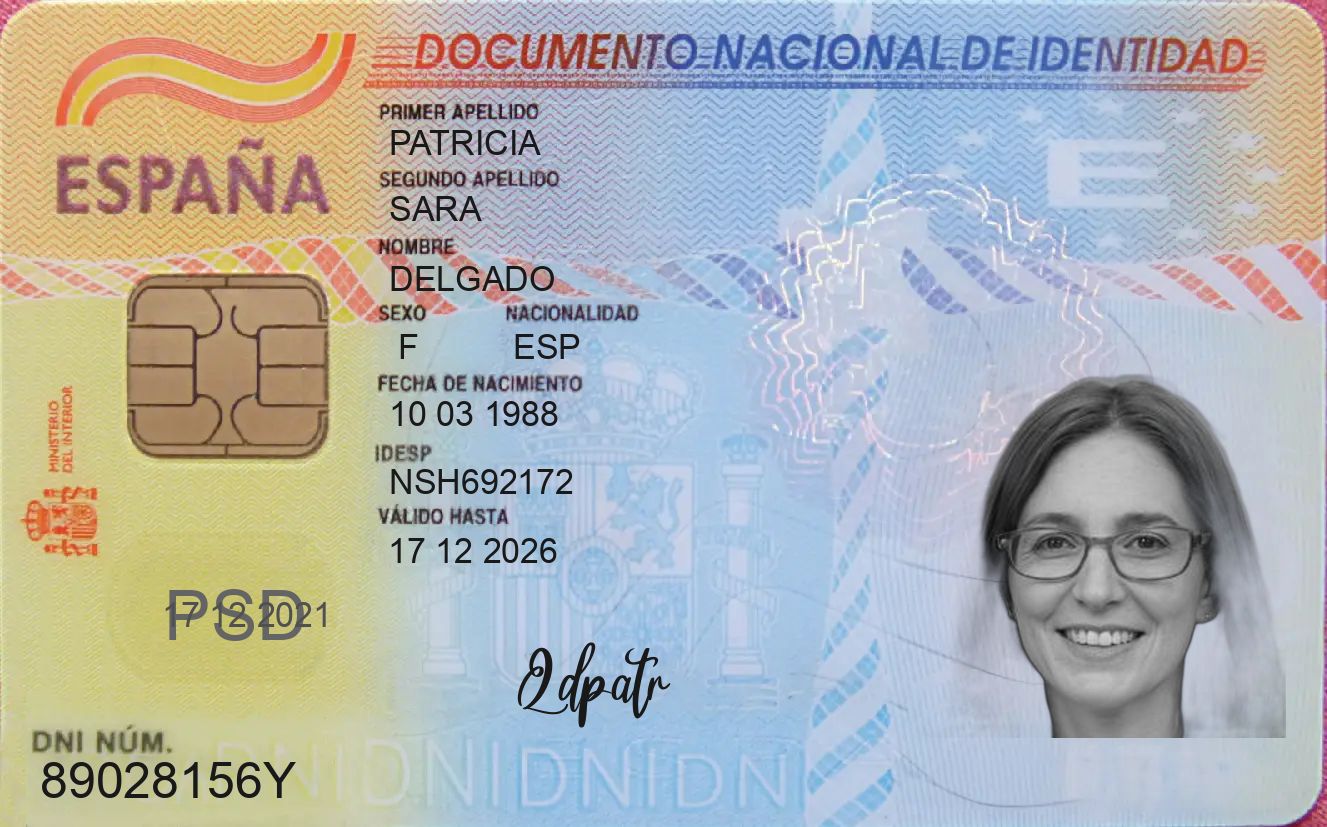 DOCUMENTO NACIONAL DE IDENTIDAD
ESPAÑA
PRIMER APELLIDO
PATRICIA
SEGUNDO APELLIDO
SARA
NOMBRE
DELGADO
SEXO NACIONALIDAD
F ESP
FECHA DE NACIMIENTO
10 03 1988
IDESP
NSH692172
VÁLIDO HASTA
17 12 2026
MINISTERIO
DEL INTERIOR
E
PSD
17 12 2021
DNI NÚM.
89028156Y
DNIDNIDNIDNI